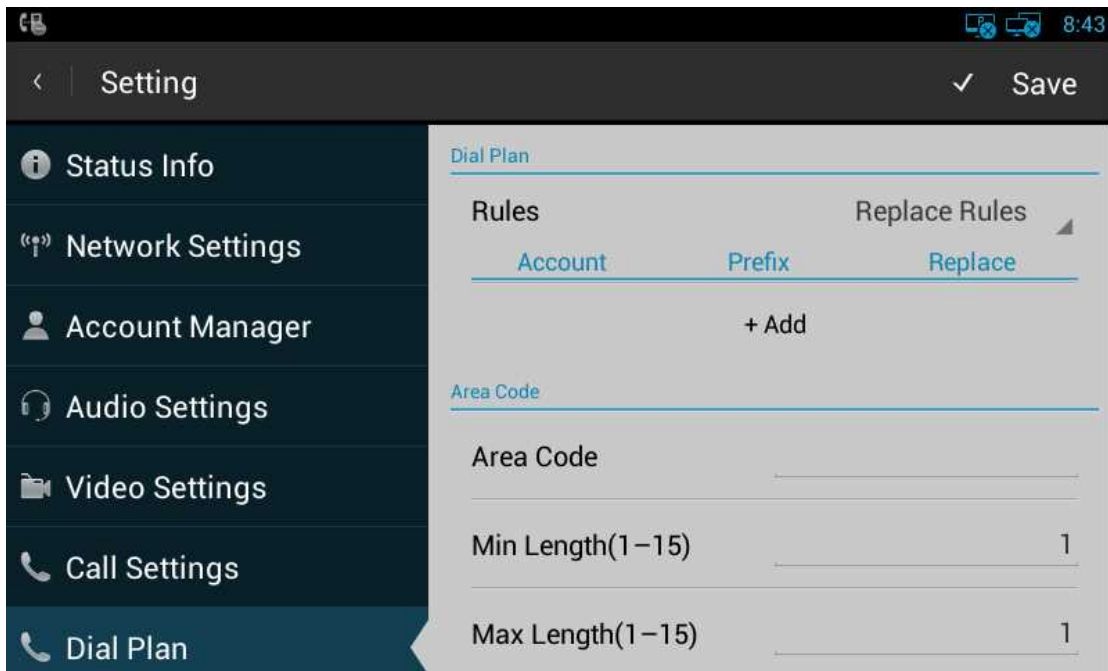 8:43
Setting
Save
Status Info
Network Settings
Account Manager
Audio Settings
Video Settings
Call Settings
Dial Plan
Dial Plan
Rules Replace Rules
Account Prefix Replace
+ Add
Area Code
Area Code
Min Length(1–15) 1
Max Length(1–15) 1